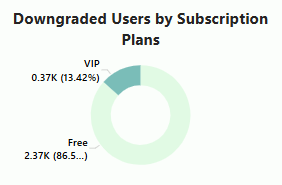 Downgraded Users by Subscription
Plans
VIP
0.37K (13.42%)
Free
2.37K (86.5...)